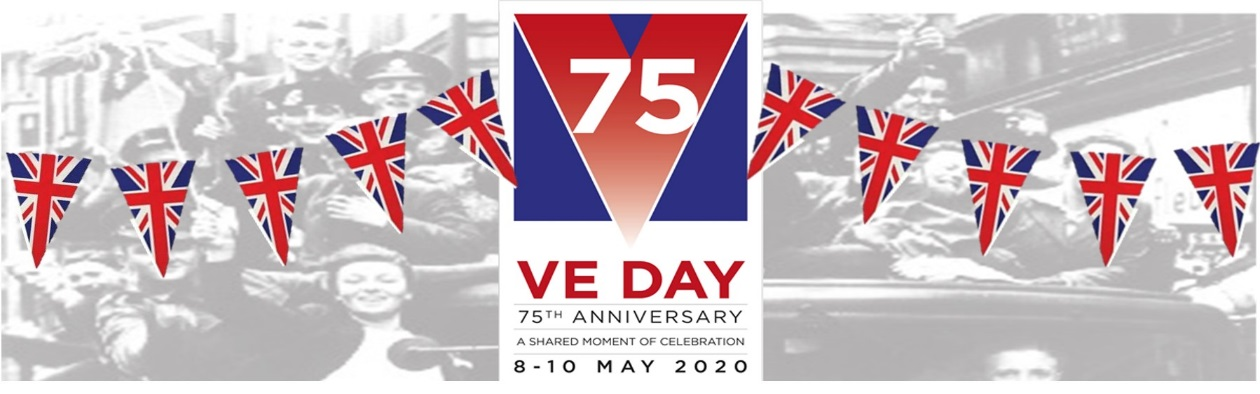 75
VE DAY
75TH ANNIVERSARY
A SHARED MOMENT OF CELEBRATION
8-10 MAY 2020